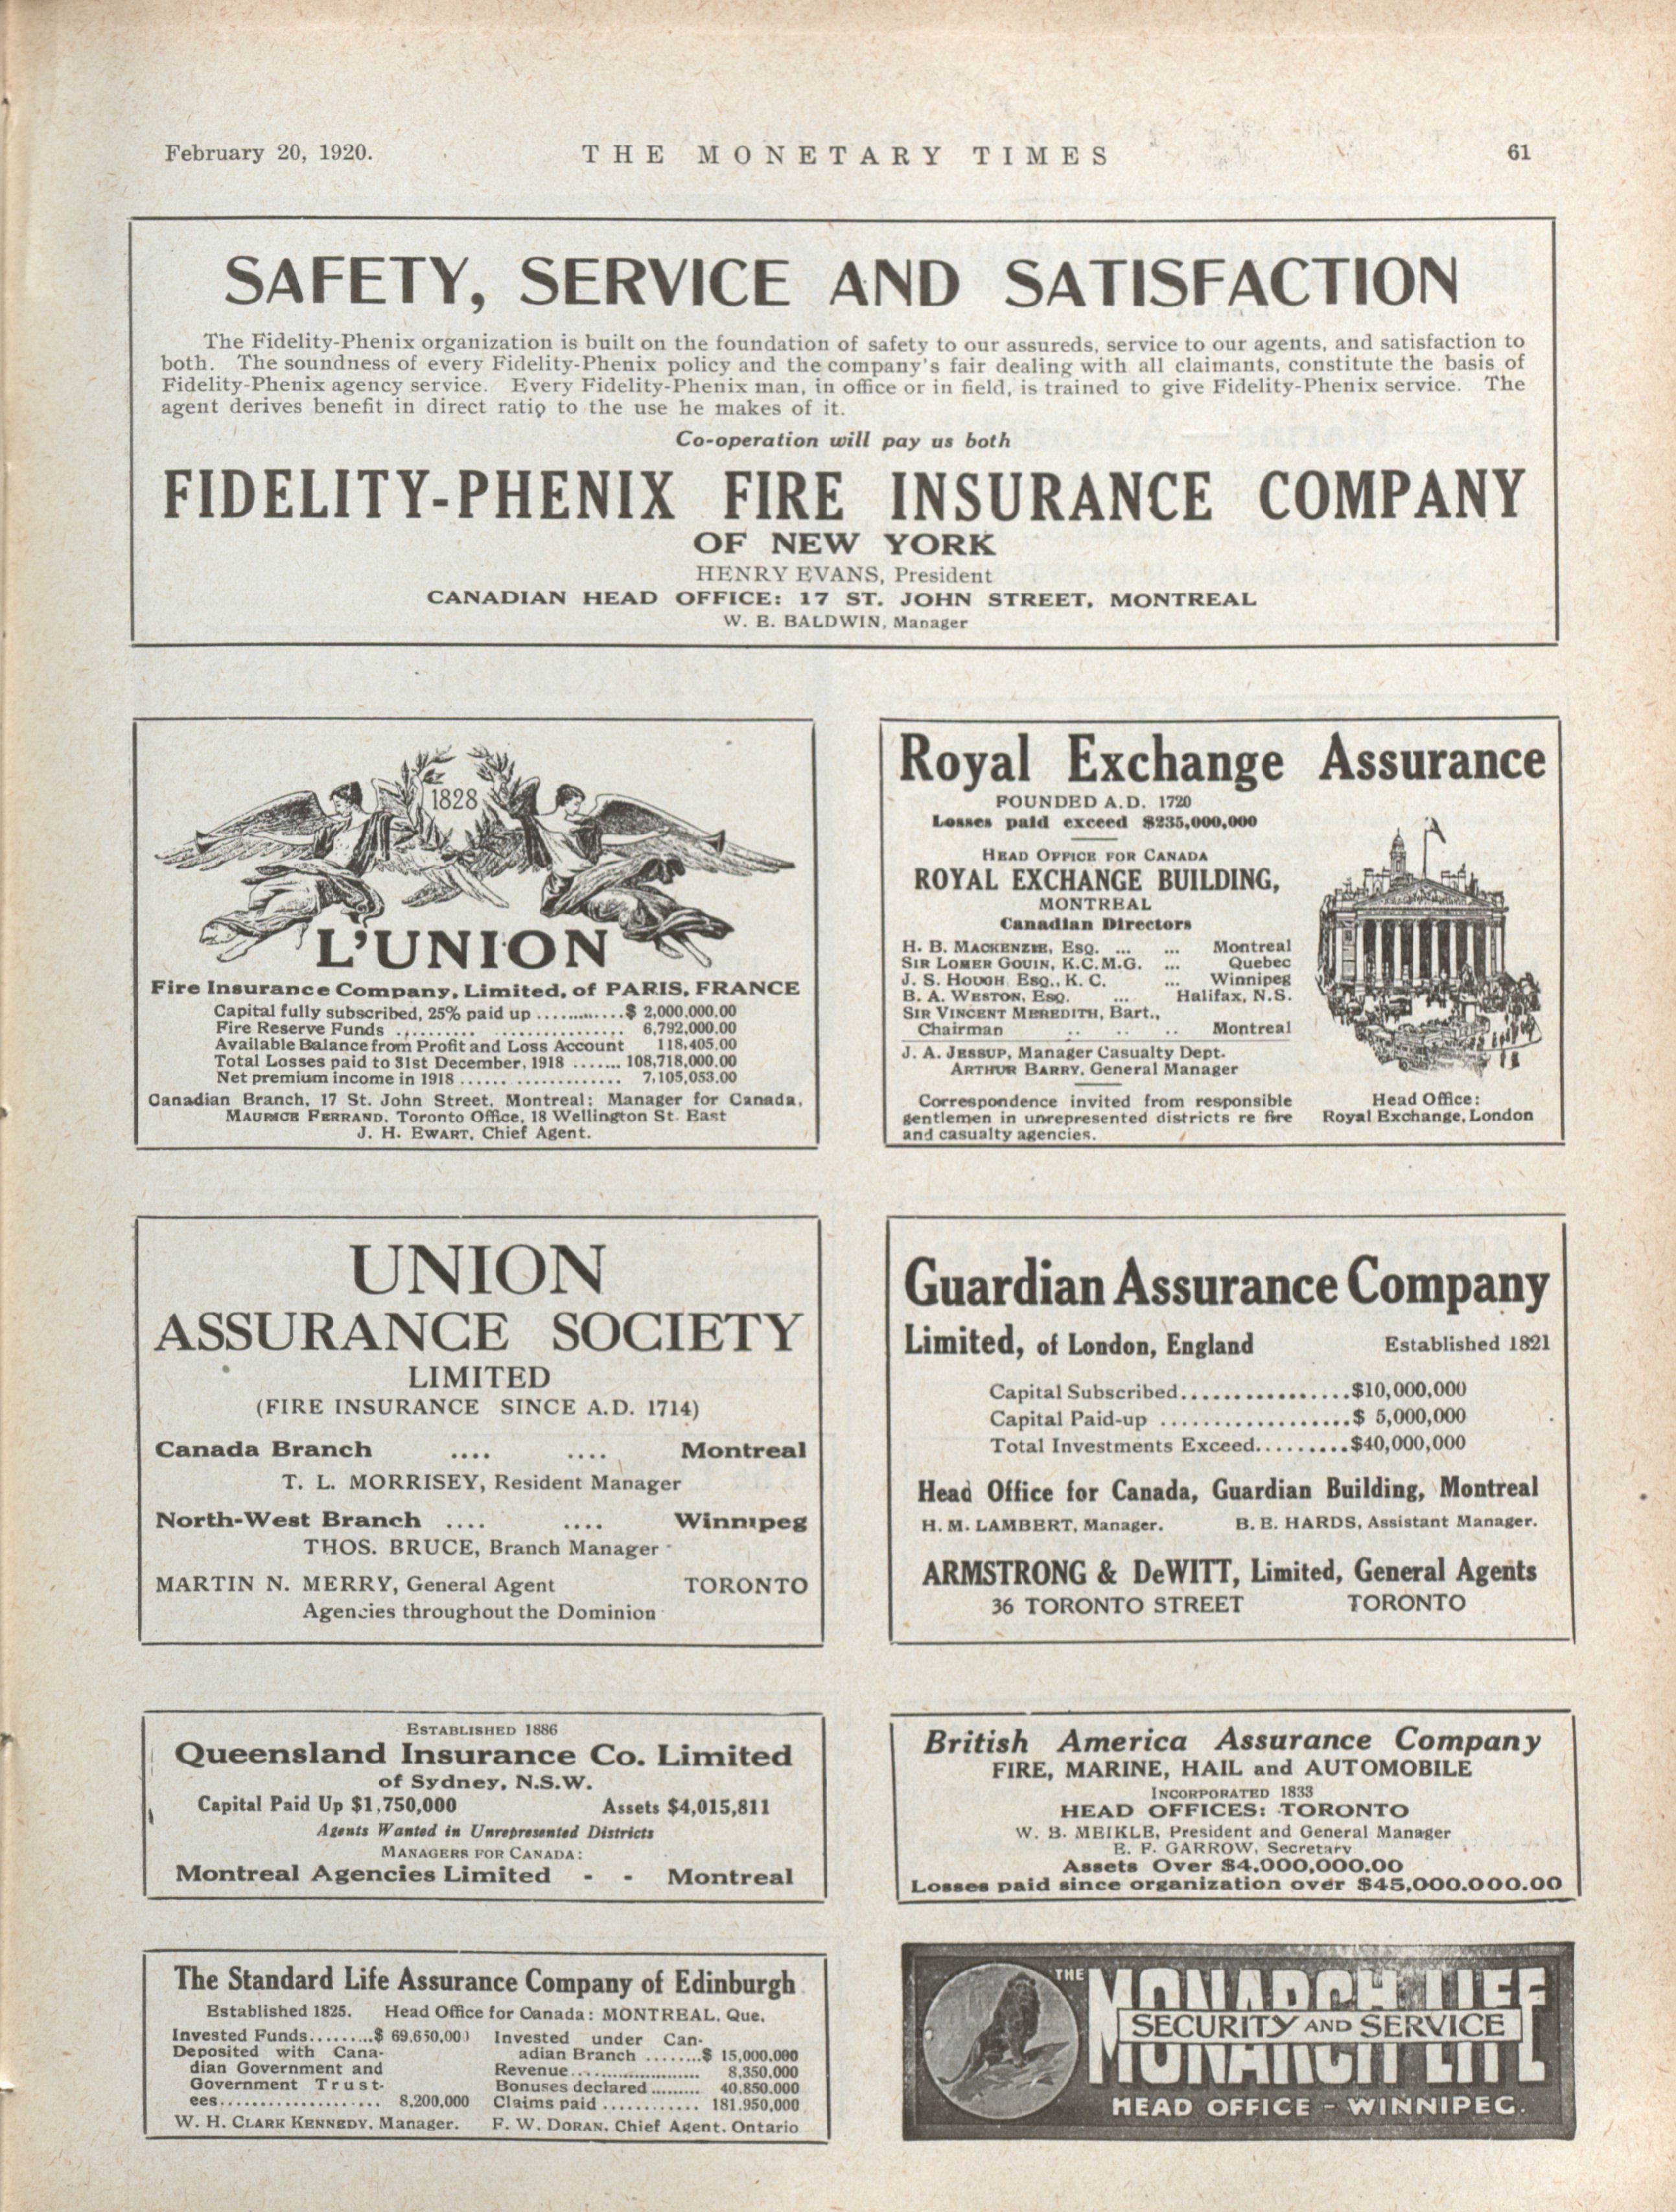 February 20, 1920.
THE MONETARY TIMES
61
SAFETY, SERVICE AND SATISFACTION
The Fidelity-Phenix organization is built on the foundation of safety to our assureds, service to our agents, and satisfaction to
both. The soundness of every Fidelity-Phenix policy and the company's fair dealing with all claimants, constitute the basis of
Fidelity-Phenix agency service. Every Fidelity-Phenix man, in office or in field, is trained to give Fidelity-Phenix service. The
agent derives benefit in direct ratio to the use he makes of it.
Co-operation will pay us both
FIDELITY-PHENIX FIRE INSURANCE COMPANY
OF NEW YORK
HENRY EVANS, President
CANADIAN HEAD OFFICE: 17 ST. JOHN STREET, MONTREAL
W. E. BALDWIN, Manager
1828
L'UNION
Fire Insurance Company, Limited, of PARIS, FRANCE
Capital fully subscribed, 25% paid up ............$ 2,000,000.00
Fire Reserve Funds ......... ............... 6,792,000.00
Available Balance from Profit and Loss Account 118,405.00
Total Losses paid to 31st December, 1918 ....... 108,718,000.00
Net premium income in 1918 ...... ............. 7,105,053.00
Canadian Branch, 17 St. John Street, Montreal; Manager for Canada,
MAURICE FERRAND. Toronto Office, 18 Wellington St. East
J. H. EWART, Chief Agent.
Royal Exchange Assurance
FOUNDED A.D. 1720
Losses paid exceed $235,000,000
HEAD OFFICE FOR CANADA
ROYAL EXCHANGE BUILDING,
MONTREAL
Canadian Directors
H. B. MACKENZIE, ESQ. ... ... Montreal
SIR LOMER GOUIN, K.C.M.G. ... Quebec
J. S. HOUGH, ESQ., K. C. ... Winnipeg
B. A. WESTON, ESQ. ... Halifax, N.S.
SIR VINCENT MEREDITH, Bart.,
Chairman .. .. .. Montreal
J. A. JESSUP, Manager Casualty Dept.
ARTHUR BARRY, General Manager
Correspondence invited from responsible
gentlemen in unrepresented districts re fire
and casualty agencies.
Head Office:
Royal Exchange, London
UNION
ASSURANCE SOCIETY
LIMITED
(FIRE INSURANCE SINCE A.D. 1714)
Canada Branch .... .... Montreal
T. L. MORRISEY, Resident Manager
North-West Branch .... .... Winnipeg
THOS. BRUCE, Branch Manager
MARTIN N. MERRY, General Agent TORONTO
Agencies throughout the Dominion
Guardian Assurance Company
Limited, of London, England Established 1821
Capital Subscribed................$10,000,000
Capital Paid-up ..................$ 5,000,000
Total Investments Exceed.........$40,000,000
Head Office for Canada, Guardian Building, Montreal
H. M. LAMBERT, Manager. B. E. HARDS, Assistant Manager.
ARMSTRONG & DeWITT, Limited, General Agents
36 TORONTO STREET TORONTO
ESTABLISHED 1886
Queensland Insurance Co. Limited
of Sydney, N.S.W.
Capital Paid Up $1,750,000 Assets $4,015,811
Agents Wanted in Unrepresented Districts
MANAGERS FOR CANADA:
Montreal Agencies Limited - - Montreal
British America Assurance Company
FIRE, MARINE, HAIL and AUTOMOBILE
INCORPORATED 1833
HEAD OFFICES: TORONTO
W. B. MEIKLE, President and General Manager
E. F. GARROW, Secretary
Assets Over $4,000,000.00
Losses paid since organization over $45,000,000.00
The Standard Life Assurance Company of Edinburgh
Established 1825. Head Office for Canada: MONTREAL, Que.
Invested Funds.........$ 69,650,000
Deposited with Cana-
dian Government and
Government Trust-
ees................... 8,200,000
Invested under Can-
adian Branch ........$ 15,000,000
Revenue.................... 8,350,000
Bonuses declared ......... 40,850,000
Claims paid ............ 181,950,000
W. H. CLARK KENNEDY, Manager. F. W. DORAN, Chief Agent, Ontario
THE MONARCH LIFE
SECURITY AND SERVICE
MONARCH LIFE
HEAD OFFICE - WINNIPEG.